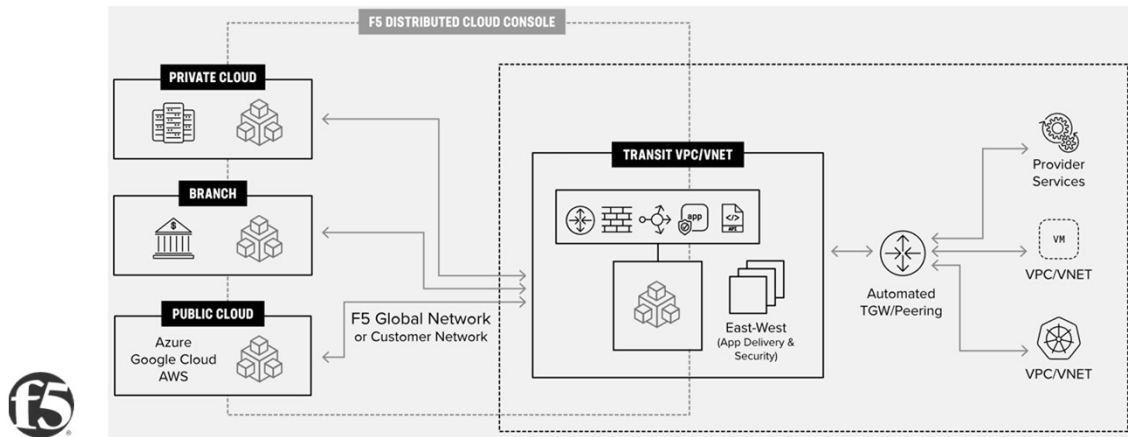 F5 DISTRIBUTED CLOUD CONSOLE
PRIVATE CLOUD
BRANCH
$
PUBLIC CLOUD
Azure
Google Cloud
AWS
F5 Global Network
or Customer Network
TRANSIT VPC/VNET
app
</>
API
East-West
(App Delivery &
Security)
Automated
TGW/Peering
Provider
Services
VM
VPC/VNET
VPC/VNET
f5
®